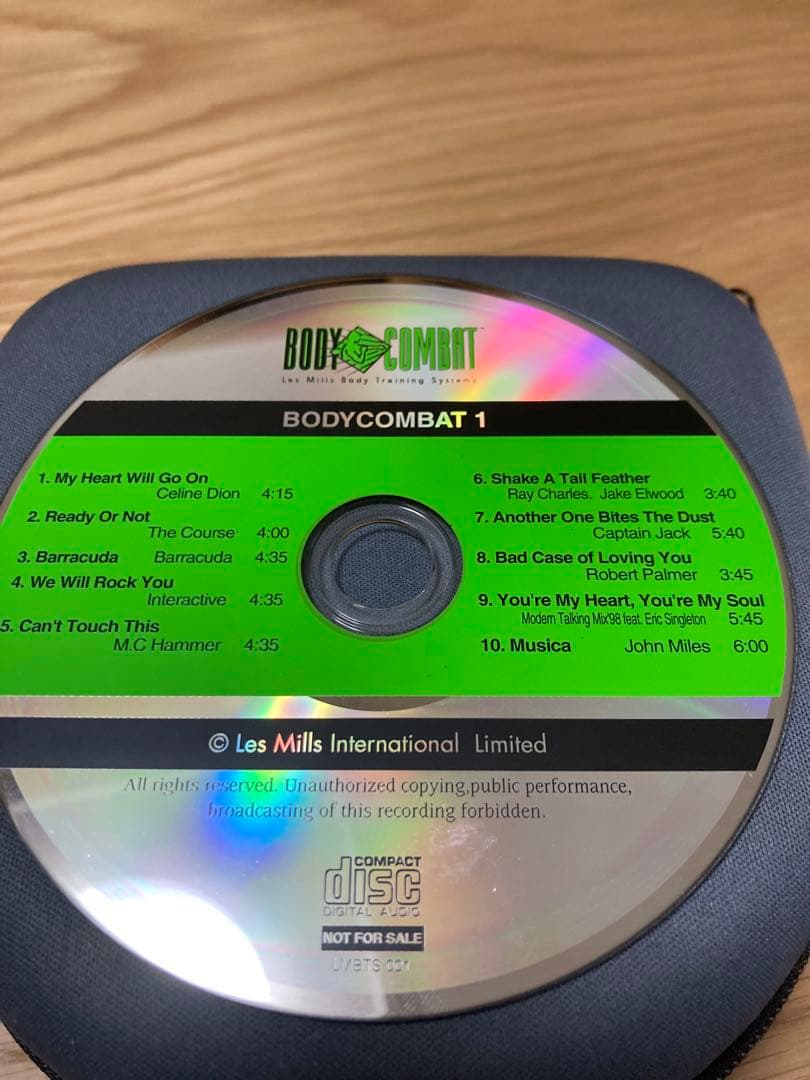 BODY COMBAT™
Les Mills Body Training Systems
BODYCOMBAT 1
1. My Heart Will Go On
Celine Dion 4:15
2. Ready Or Not
The Course 4:00
3. Barracuda Barracuda 4:35
4. We Will Rock You
Interactive 4:35
5. Can't Touch This
M.C Hammer 4:35
6. Shake A Tail Feather
Ray Charles. Jake Elwood 3:40
7. Another One Bites The Dust
Captain Jack 5:40
8. Bad Case of Loving You
Robert Palmer 3:45
9. You're My Heart, You're My Soul
Modern Talking Mix'98 feat. Eric Singleton 5:45
10. Musica John Miles 6:00
© Les Mills International Limited
All rights reserved. Unauthorized copying,public performance,
broadcasting of this recording forbidden.
COMPACT
disc
DIGITAL AUDIO
NOT FOR SALE
LMBTS 001